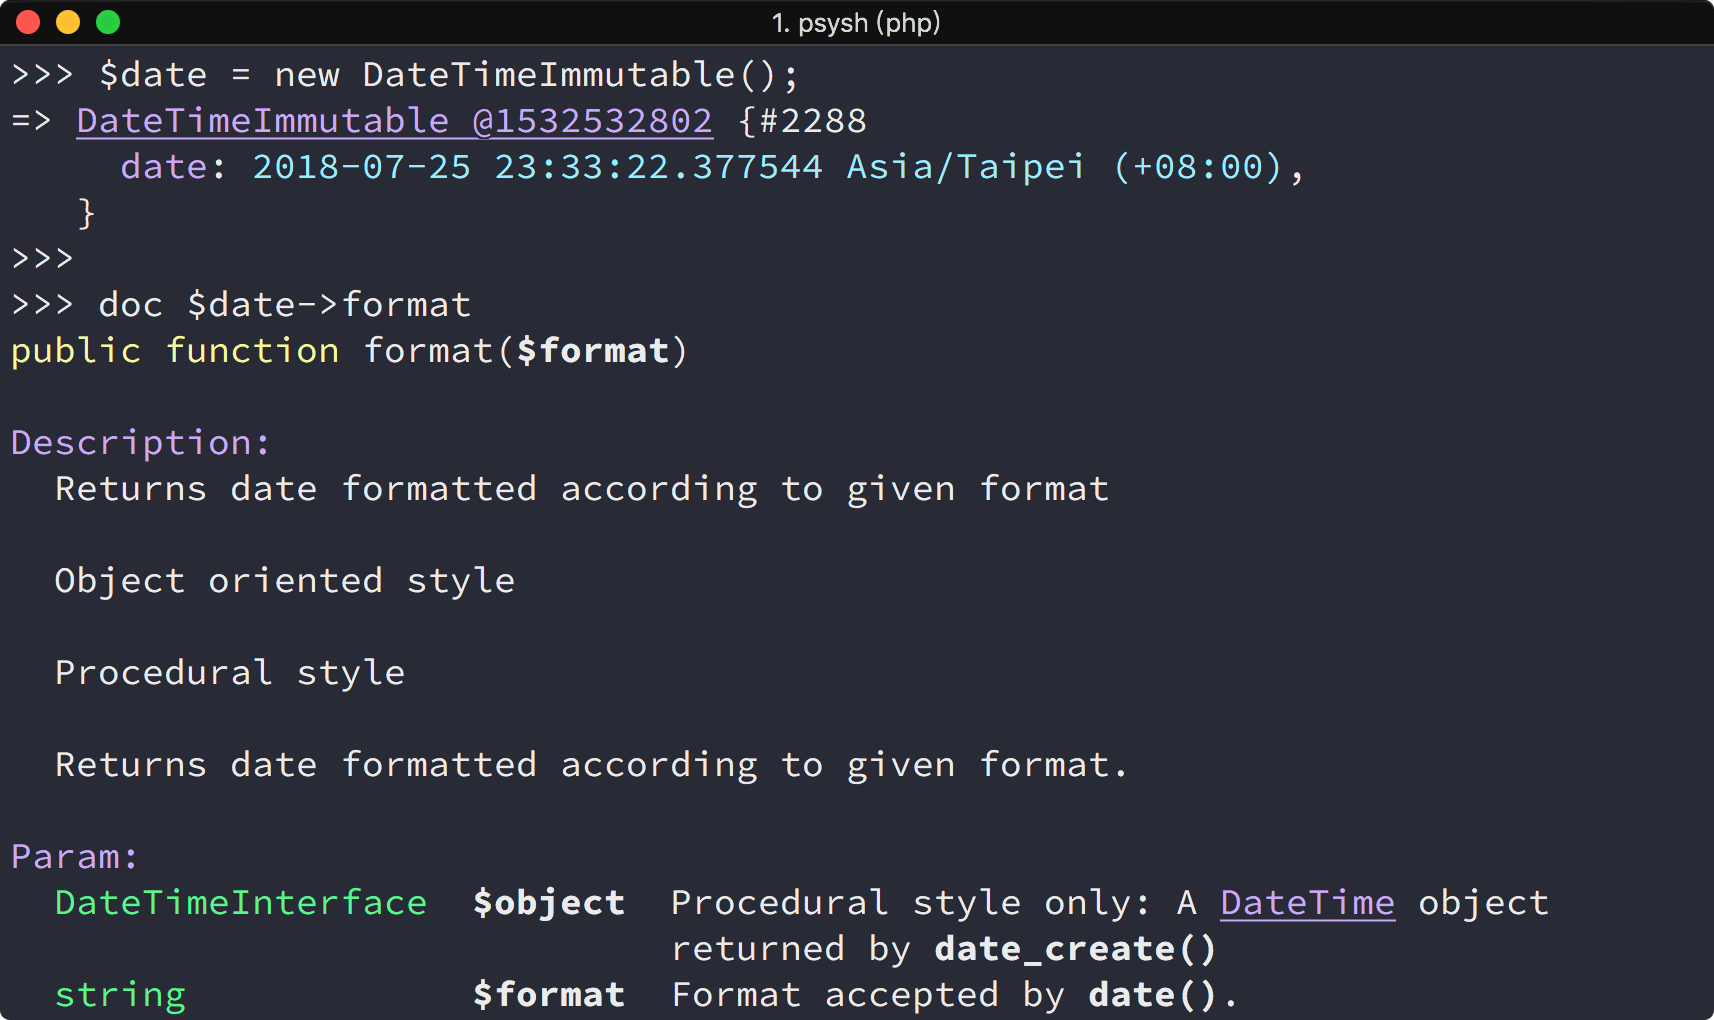 1. psysh (php)
>>> $date = new DateTimeImmutable();
=> DateTimeImmutable @1532532802 {#2288
date: 2018-07-25 23:33:22.377544 Asia/Taipei (+08:00),
}
>>>
>>> doc $date->format
public function format($format)
Description:
Returns date formatted according to given format
Object oriented style
Procedural style
Returns date formatted according to given format.
Param:
DateTimeInterface $object Procedural style only: A DateTime object
returned by date_create()
string $format Format accepted by date().